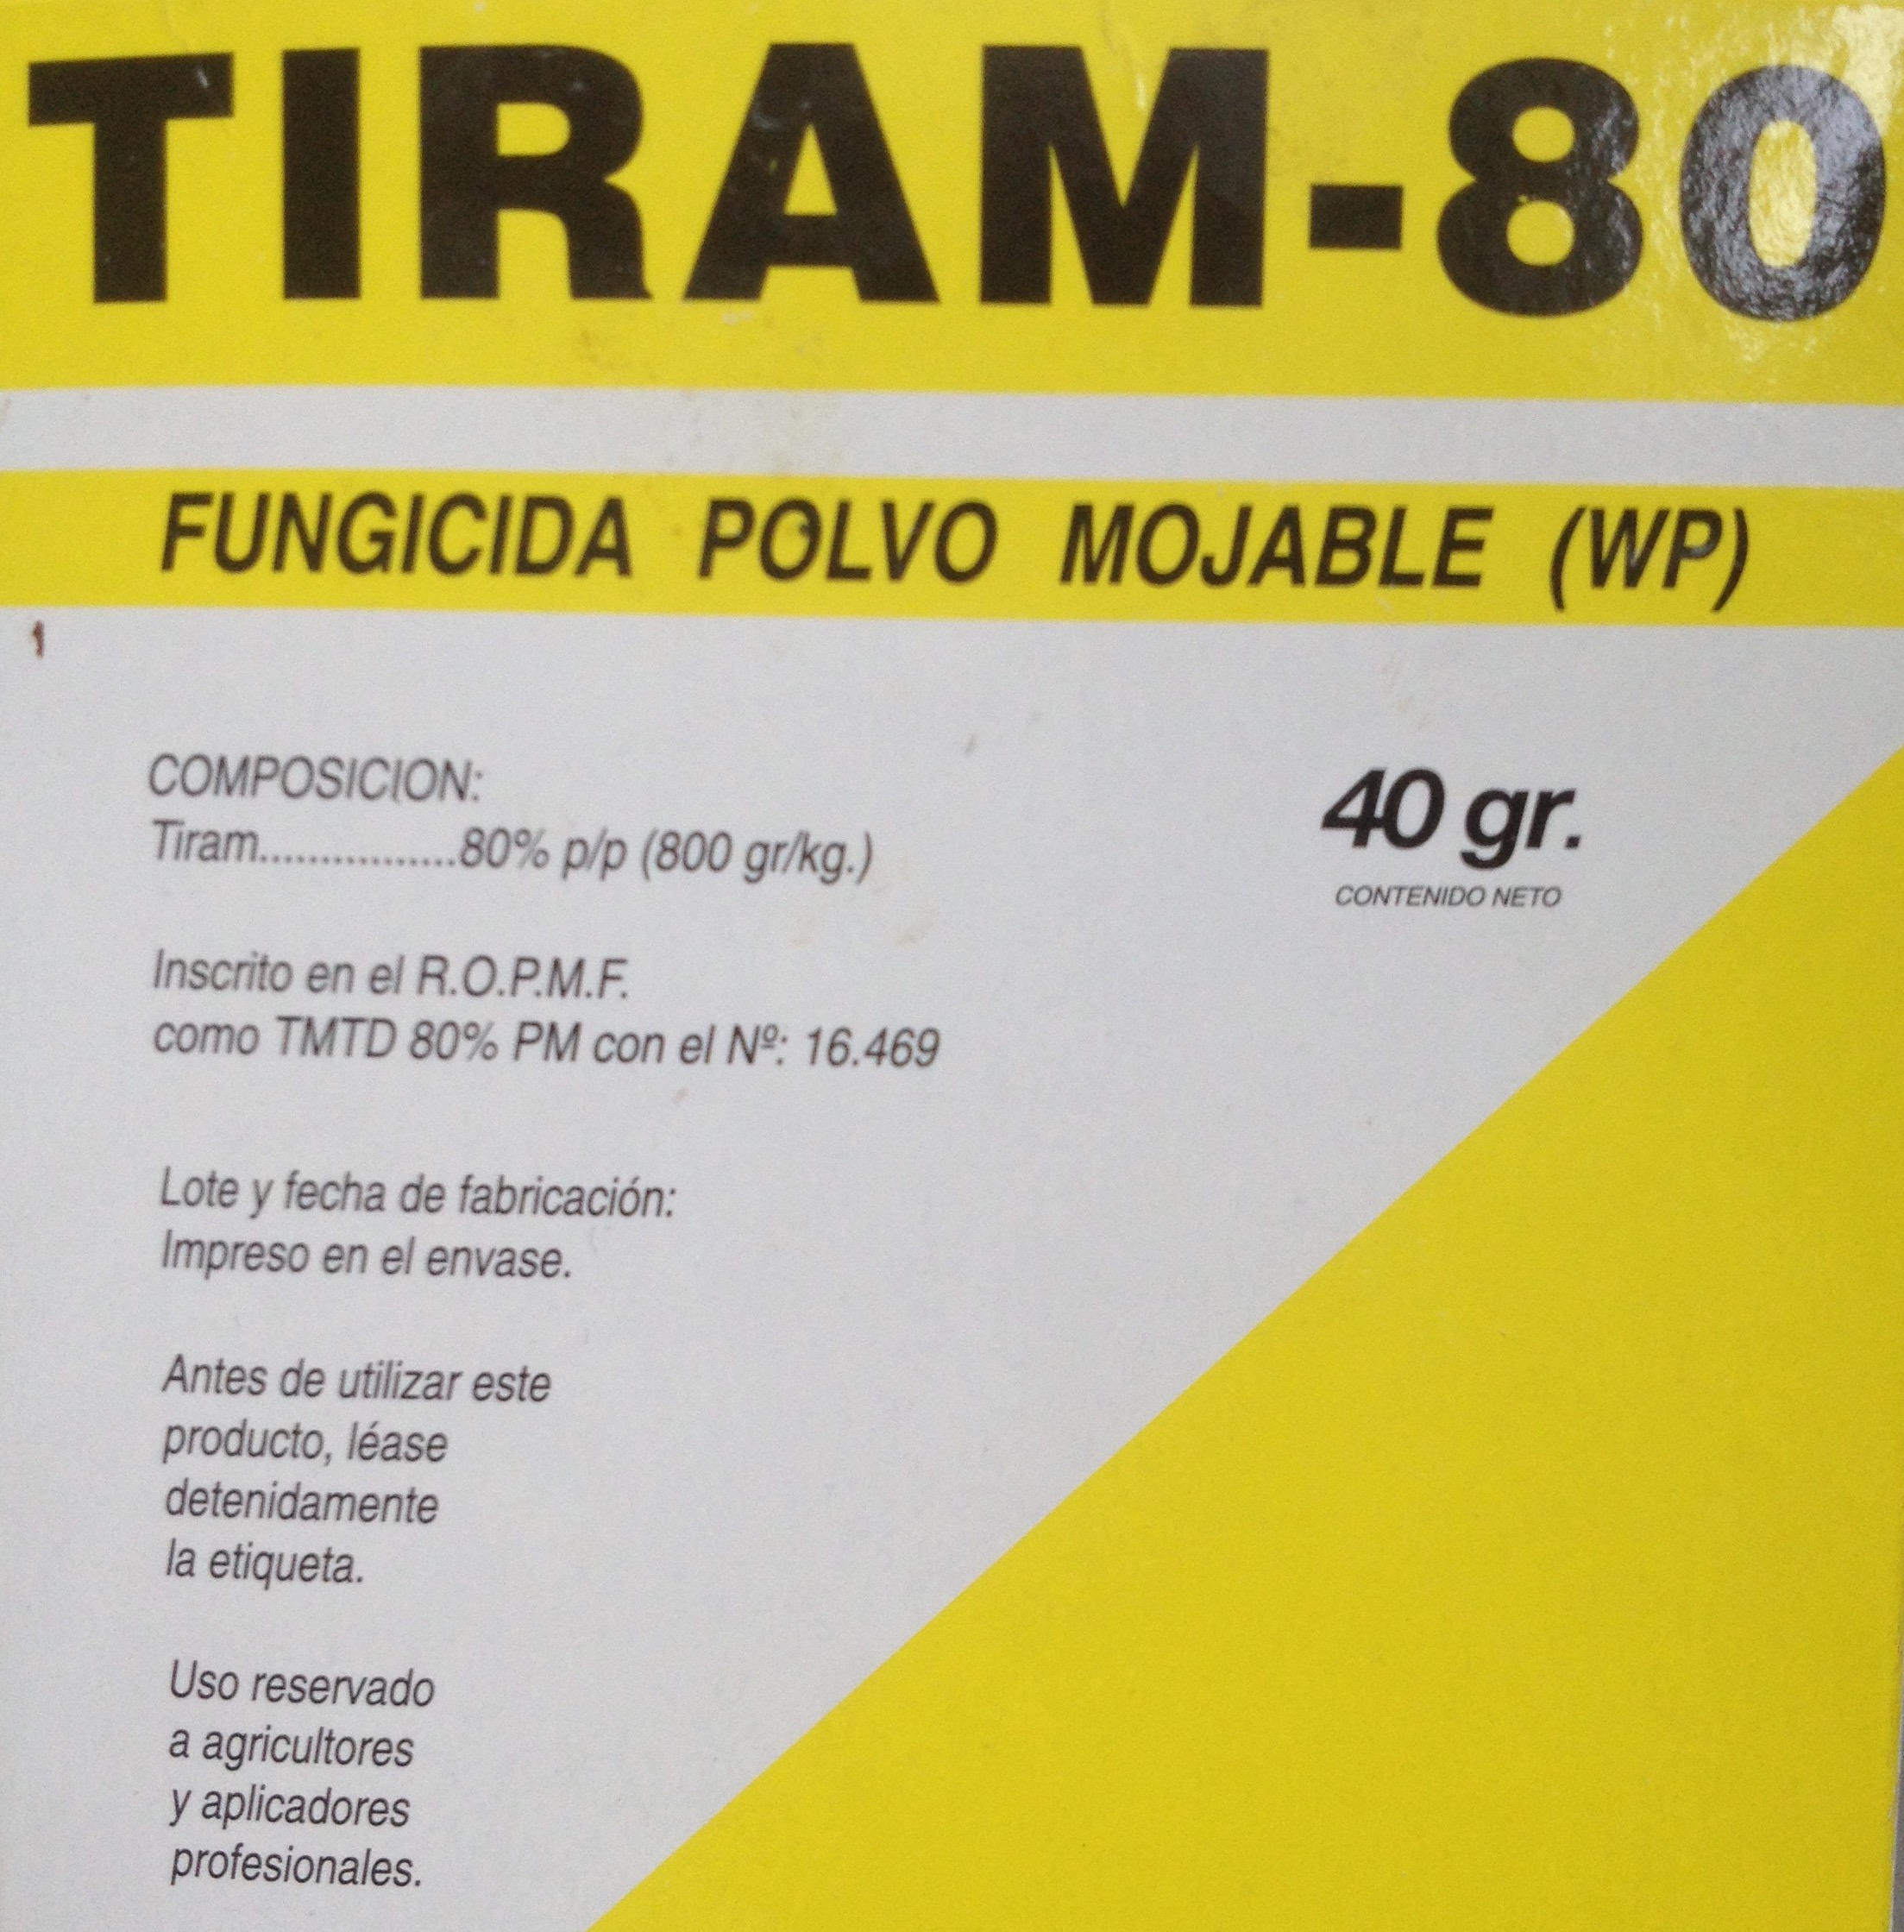 TIRAM-80
FUNGICIDA POLVO MOJABLE (WP)
COMPOSICION:
Tiram................80% p/p (800 gr/kg.)
40 gr.
CONTENIDO NETO
Inscrito en el R.O.P.M.F.
como TMTD 80% PM con el Nº: 16.469
Lote y fecha de fabricación:
Impreso en el envase.
Antes de utilizar este
producto, léase
detenidamente
la etiqueta.
Uso reservado
a agricultores
y aplicadores
profesionales.